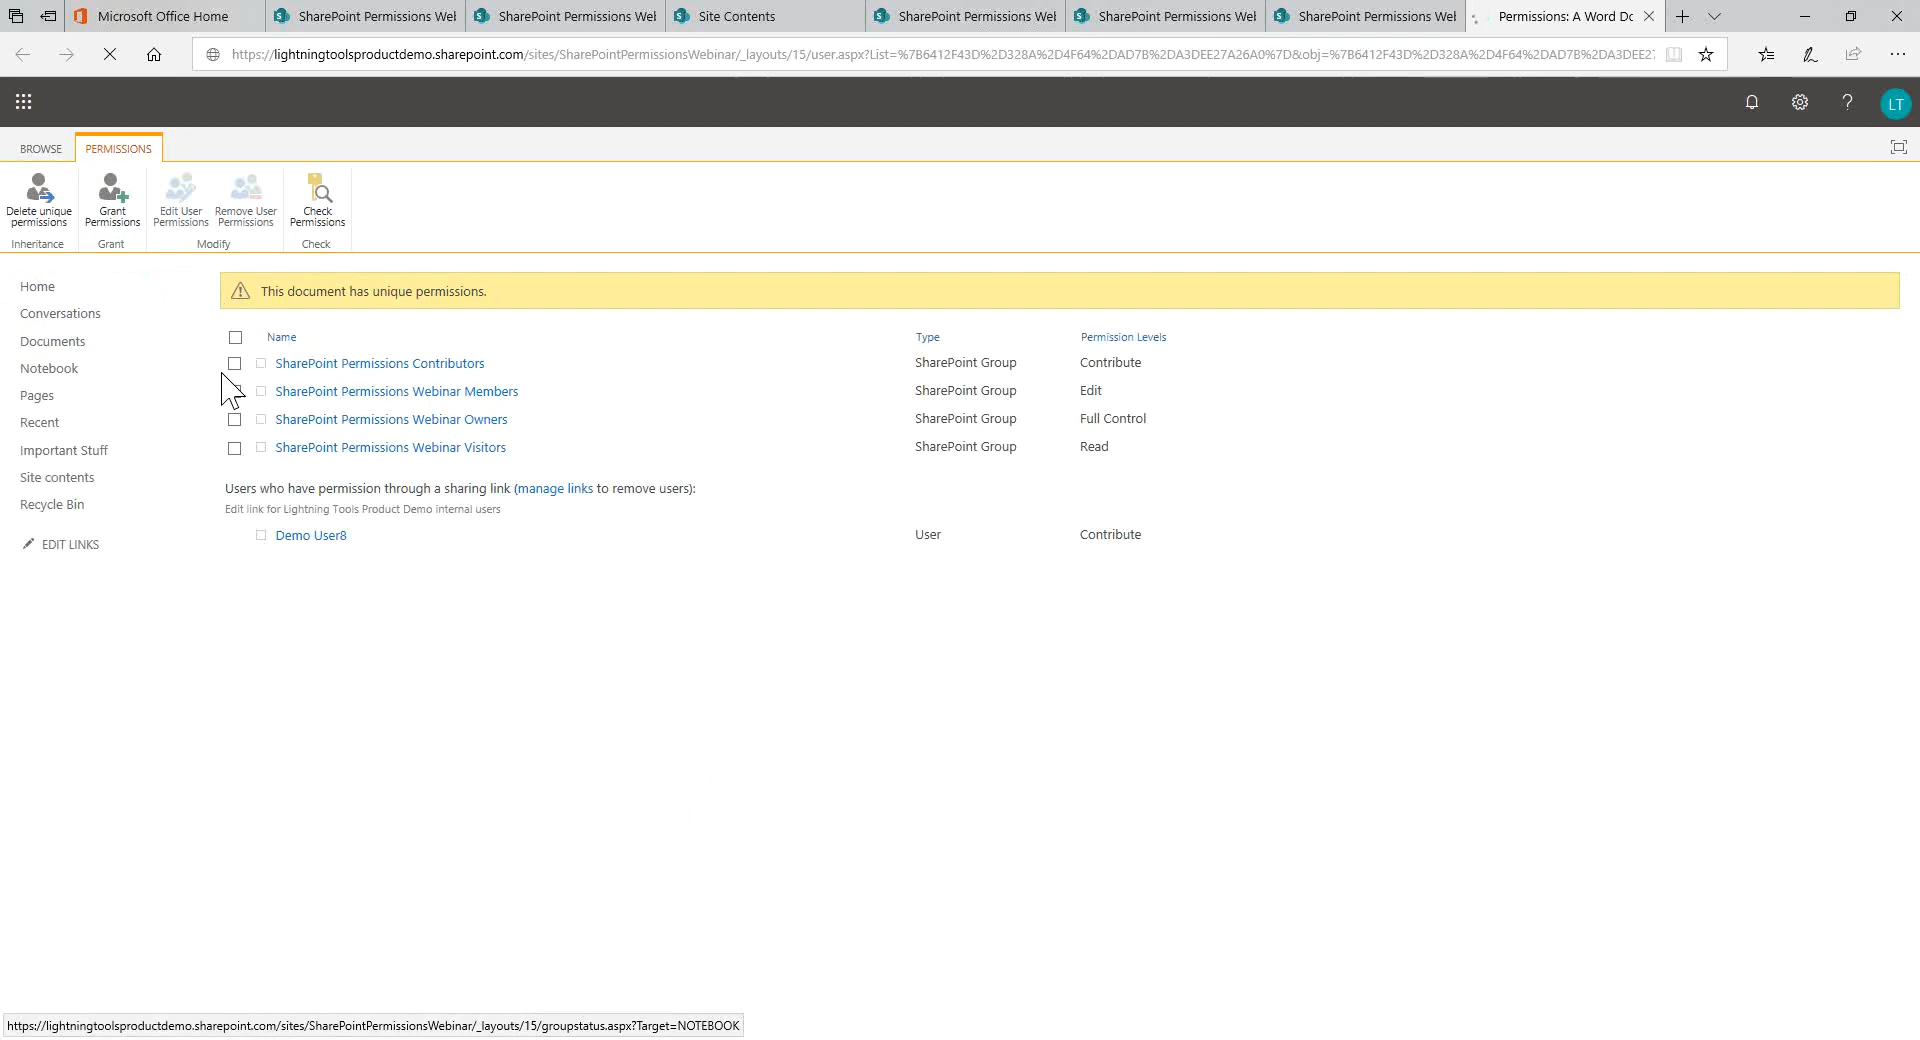 Microsoft Office Home
SharePoint Permissions Wel
SharePoint Permissions Wel
Site Contents
SharePoint Permissions Wel
SharePoint Permissions Wel
SharePoint Permissions Wel
Permissions: A Word Dc
https://lightningtoolsproductdemo.sharepoint.com/sites/SharePointPermissionsWebinar/_layouts/15/user.aspx?List=%7B6412F43D%2D328A%2D4F64%2DAD7B%2DA3DEE27A26A0%7D&obj=%7B6412F43D%2D328A%2D4F64%2DAD7B%2DA3DEE27
LT
BROWSE
PERMISSIONS
Delete unique permissions
Grant Permissions
Edit User Permissions
Remove User Permissions
Check Permissions
Inheritance
Grant
Modify
Check
Home
Conversations
Documents
Notebook
Pages
Recent
Important Stuff
Site contents
Recycle Bin
EDIT LINKS
This document has unique permissions.
Name Type Permission Levels
SharePoint Permissions Contributors SharePoint Group Contribute
SharePoint Permissions Webinar Members SharePoint Group Edit
SharePoint Permissions Webinar Owners SharePoint Group Full Control
SharePoint Permissions Webinar Visitors SharePoint Group Read
Users who have permission through a sharing link (manage links to remove users):
Edit link for Lightning Tools Product Demo internal users
Demo User8 User Contribute
https://lightningtoolsproductdemo.sharepoint.com/sites/SharePointPermissionsWebinar/_layouts/15/groupstatus.aspx?Target=NOTEBOOK